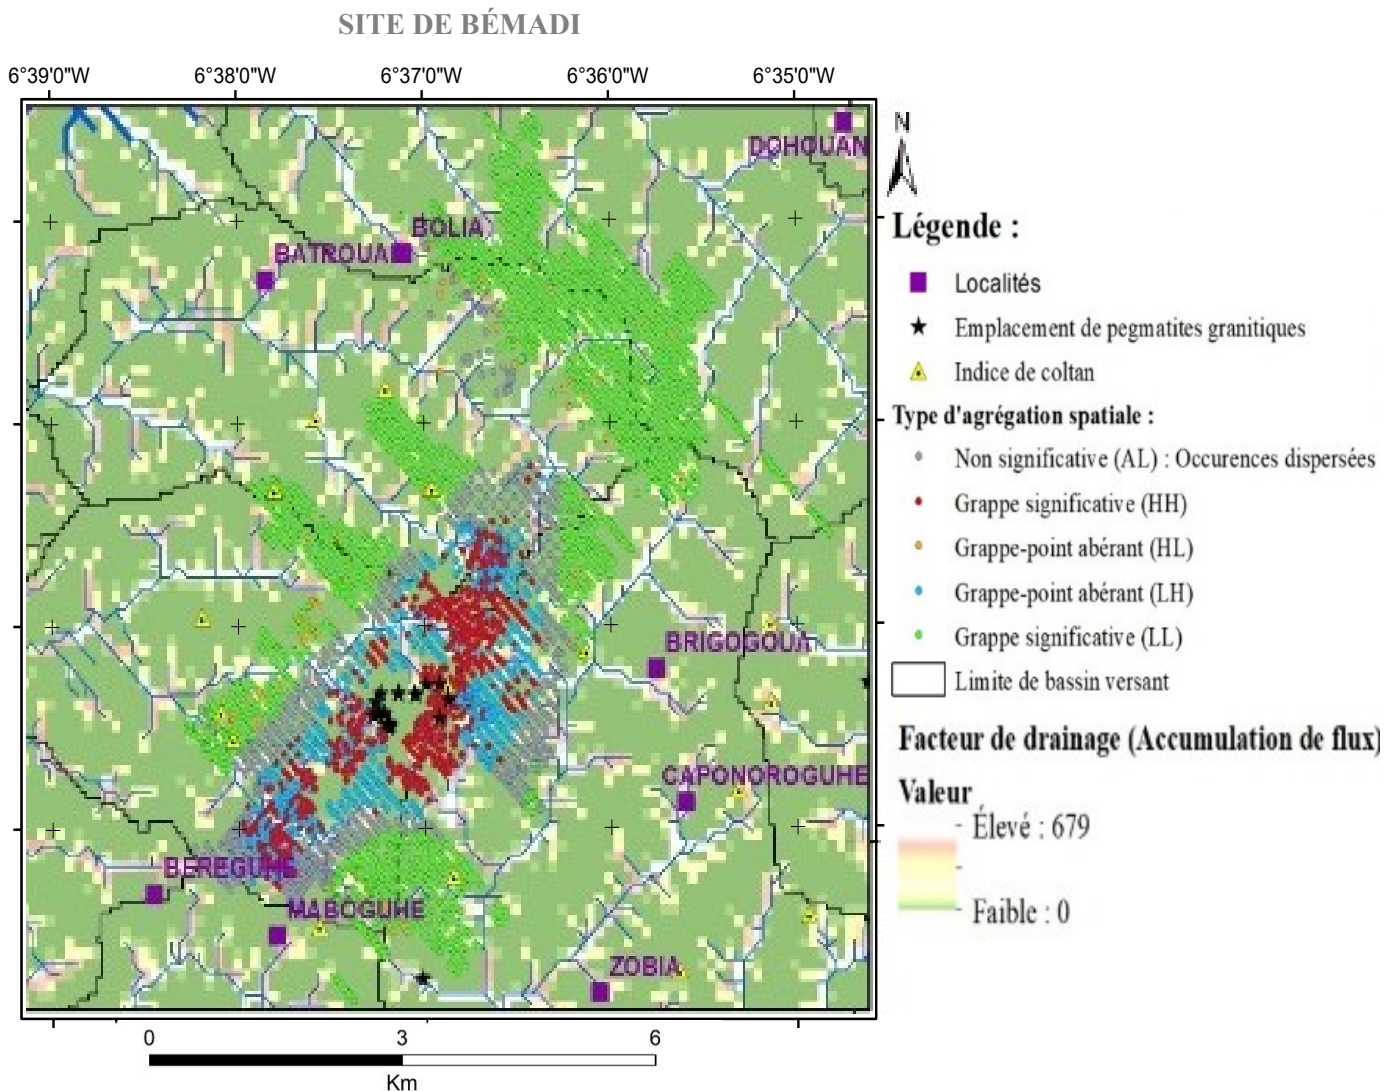 SITE DE BÉMADI
6°39'0"W 6°38'0"W 6°37'0"W 6°36'0"W 6°35'0"W
DOHOUAN
BOLIA
BATROUA
BRIGOGOUA
CAPONOROGUHE
BEREGUHE
MABOGUHE
ZOBIA
0 3 6
Km
N
Légende :
Localités
Emplacement de pegmatites granitiques
Indice de coltan
Type d'agrégation spatiale :
Non significative (AL) : Occurences dispersées
Grappe significative (HH)
Grappe-point abérant (HL)
Grappe-point abérant (LH)
Grappe significative (LL)
Limite de bassin versant
Facteur de drainage (Accumulation de flux)
Valeur
Élevé : 679
Faible : 0